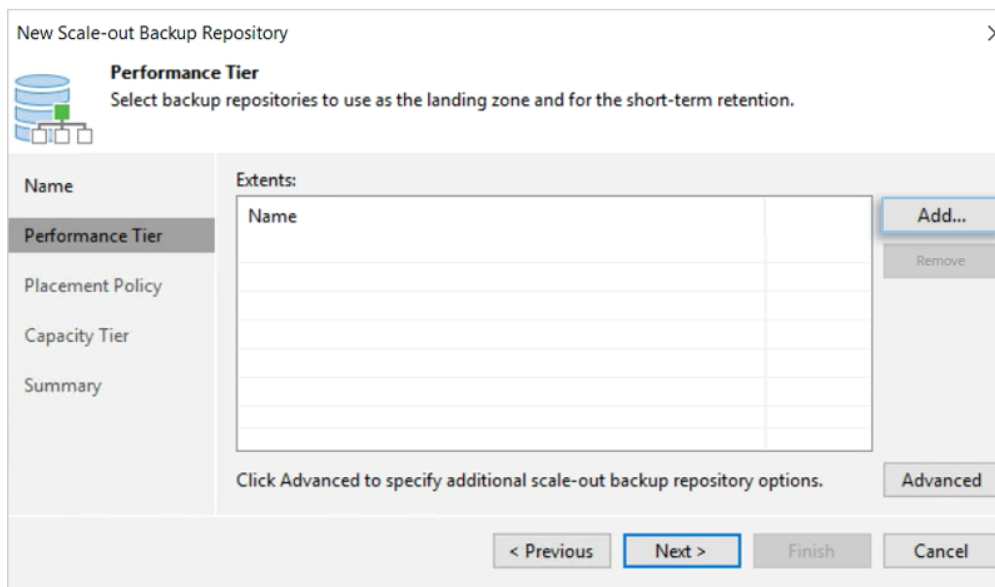 New Scale-out Backup Repository
Performance Tier
Select backup repositories to use as the landing zone and for the short-term retention.
Name
Performance Tier
Placement Policy
Capacity Tier
Summary
Extents:
Name
Add...
Remove
Click Advanced to specify additional scale-out backup repository options.
Advanced
< Previous
Next >
Finish
Cancel